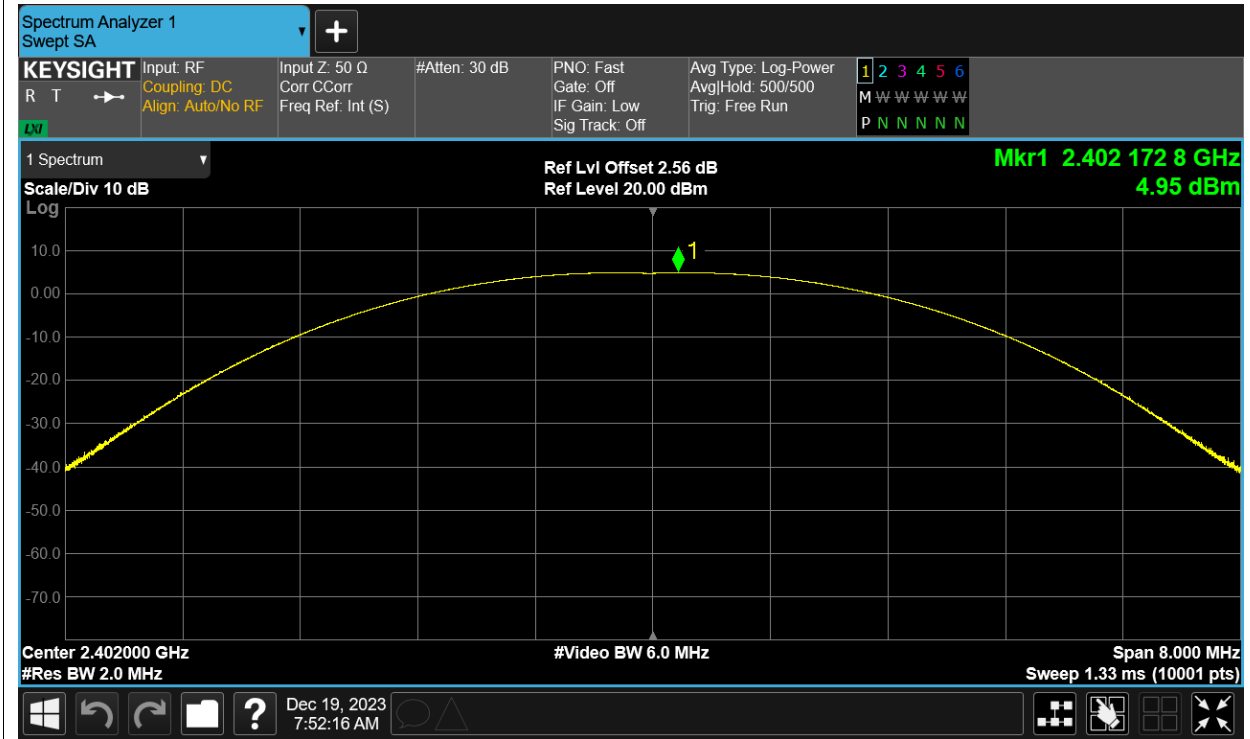 Spectrum Analyzer 1
Swept SA
KEYSIGHT
R T
LXI
Input: RF
Coupling: DC
Align: Auto/No RF
Input Z: 50 Ω
Corr CCorr
Freq Ref: Int (S)
#Atten: 30 dB
PNO: Fast
Gate: Off
IF Gain: Low
Sig Track: Off
Avg Type: Log-Power
Avg|Hold: 500/500
Trig: Free Run
1 2 3 4 5 6
M W W W W W
P N N N N N
1 Spectrum
Scale/Div 10 dB
Log
Ref Lvl Offset 2.56 dB
Ref Level 20.00 dBm
Mkr1 2.402 172 8 GHz
4.95 dBm
1
10.0
0.00
-10.0
-20.0
-30.0
-40.0
-50.0
-60.0
-70.0
Center 2.402000 GHz
#Res BW 2.0 MHz
#Video BW 6.0 MHz
Span 8.000 MHz
Sweep 1.33 ms (10001 pts)
?
Dec 19, 2023
7:52:16 AM